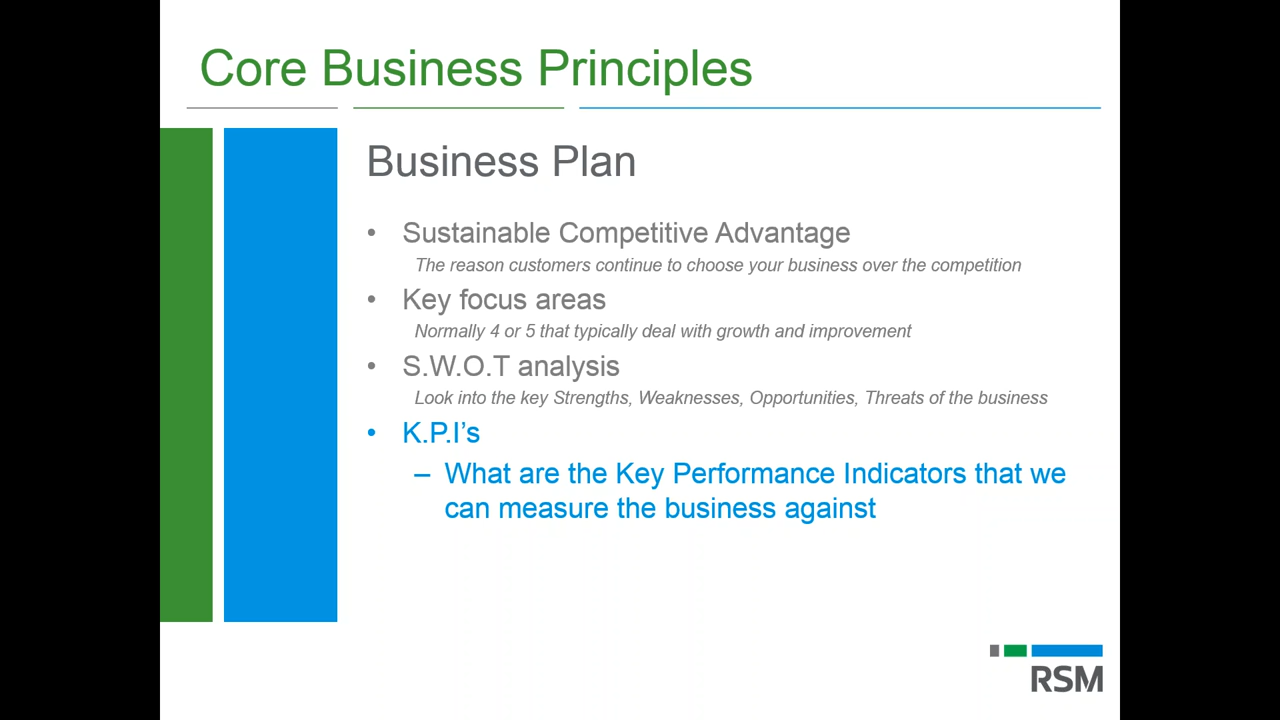 Core Business Principles
Business Plan
• Sustainable Competitive Advantage
The reason customers continue to choose your business over the competition
• Key focus areas
Normally 4 or 5 that typically deal with growth and improvement
• S.W.O.T analysis
Look into the key Strengths, Weaknesses, Opportunities, Threats of the business
• K.P.I’s
– What are the Key Performance Indicators that we
can measure the business against
RSM